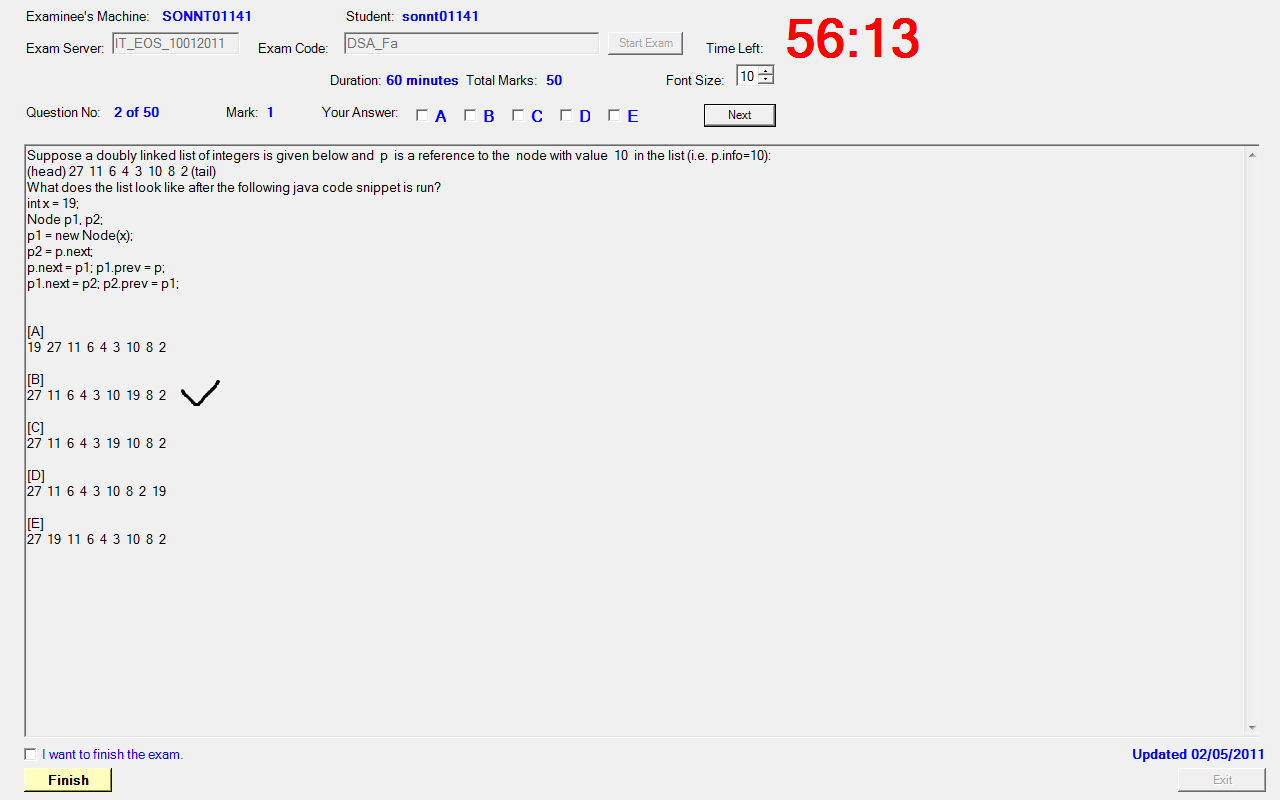 Examinee's Machine: SONNT01141 Student: sonnt01141
Exam Server: IT_EOS_10012011 Exam Code: DSA_Fa Start Exam Time Left: 56:13
Duration: 60 minutes Total Marks: 50 Font Size: 10
Question No: 2 of 50 Mark: 1 Your Answer: A B C D E Next
Suppose a doubly linked list of integers is given below and p is a reference to the node with value 10 in the list (i.e. p.info=10):
(head) 27 11 6 4 3 10 8 2 (tail)
What does the list look like after the following java code snippet is run?
int x = 19;
Node p1, p2;
p1 = new Node(x);
p2 = p.next;
p.next = p1; p1.prev = p;
p1.next = p2; p2.prev = p1;
[A]
19 27 11 6 4 3 10 8 2
[B]
27 11 6 4 3 10 19 8 2
[C]
27 11 6 4 3 19 10 8 2
[D]
27 11 6 4 3 10 8 2 19
[E]
27 19 11 6 4 3 10 8 2
I want to finish the exam. Updated 02/05/2011
Finish Exit